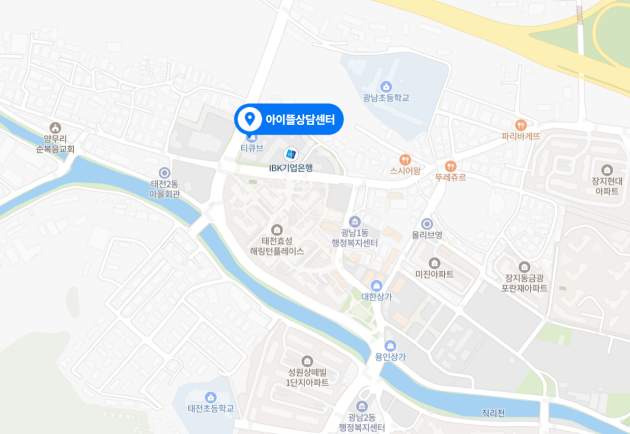 광남초등학교
아이뜰상담센터
파리바게뜨
양무리
순복음교회
티큐브
IBK기업은행
스시어왕
뚜레쥬르
태전2동
마을회관
장지현대
아파트
태전효성
해링턴플레이스
광남1동
행정복지센터
올리브영
미진아파트
장지동금광
포란재아파트
대한상가
용인상가
성원상떼빌
1단지아파트
태전초등학교
광남2동
행정복지센터
직리천